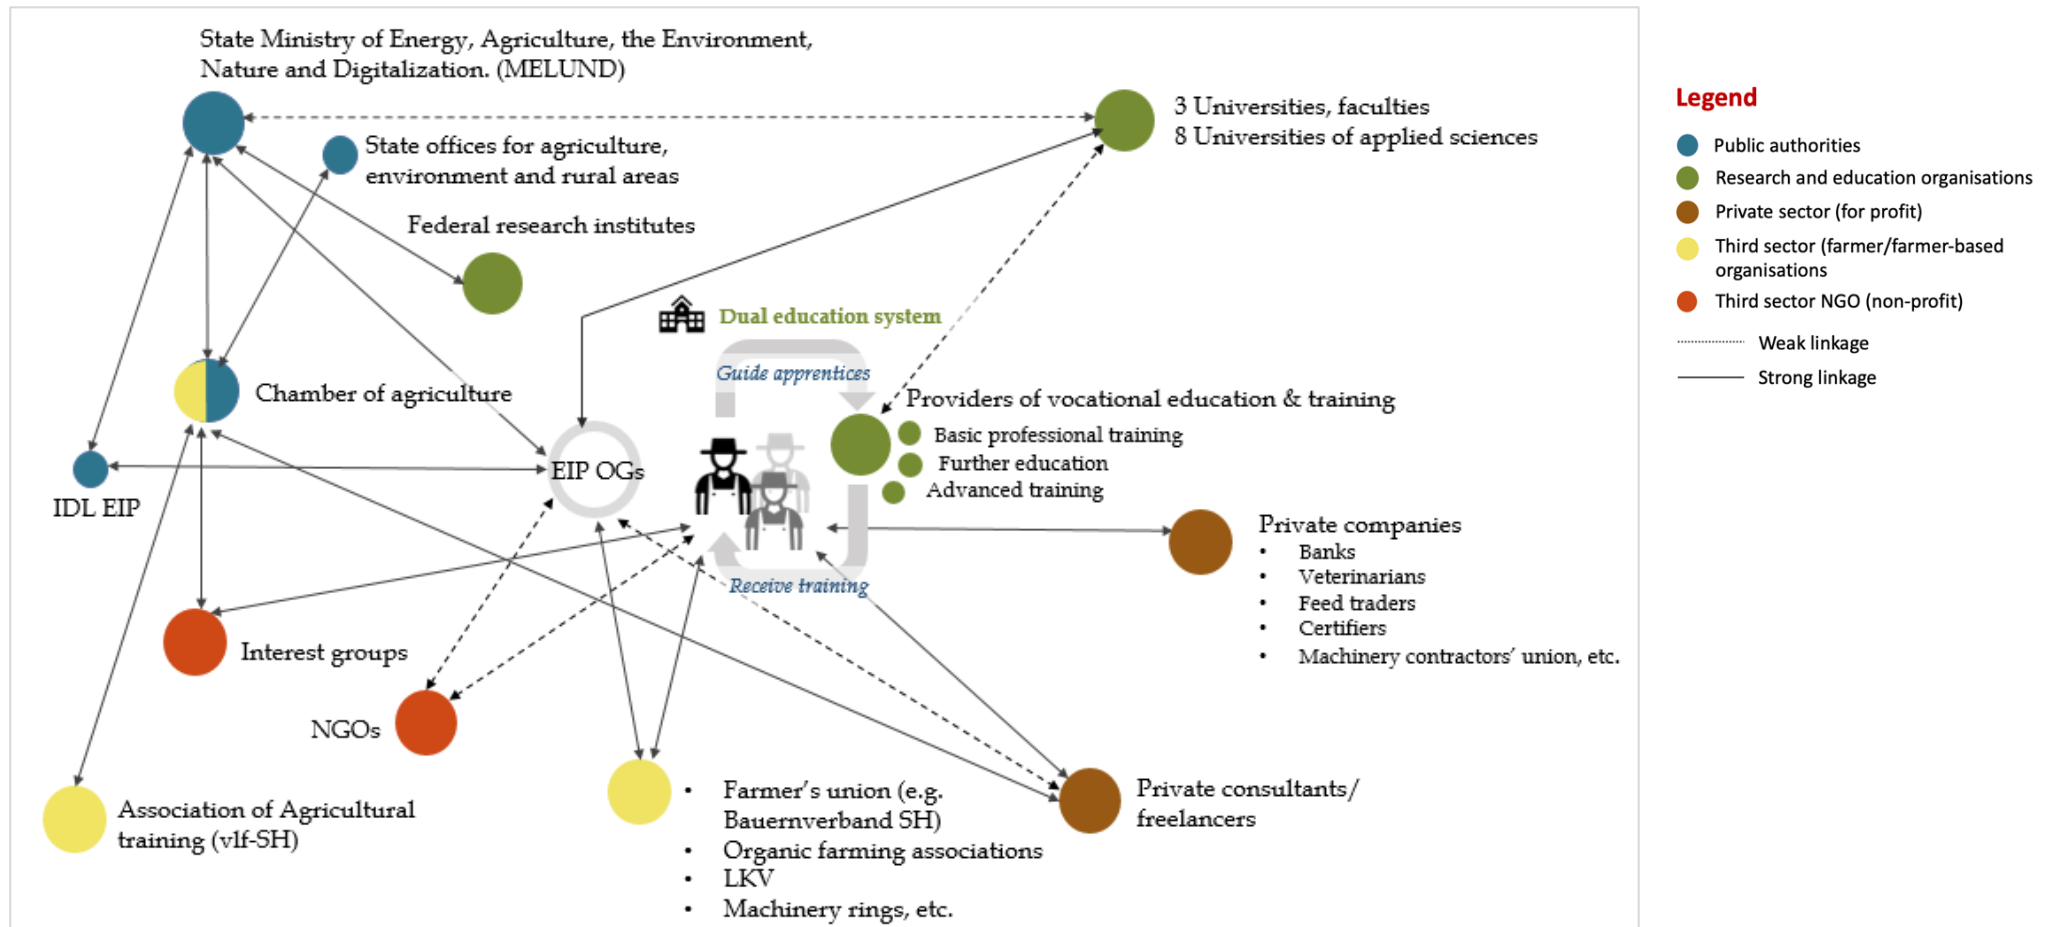 State Ministry of Energy, Agriculture, the Environment,
Nature and Digitalization. (MELUND)
3 Universities, faculties
8 Universities of applied sciences
State offices for agriculture,
environment and rural areas
Federal research institutes
Dual education system
Guide apprentices
Chamber of agriculture
Providers of vocational education & training
Basic professional training
Further education
Advanced training
EIP OGs
IDL EIP
Receive training
Private companies
• Banks
• Veterinarians
• Feed traders
• Certifiers
• Machinery contractors’ union, etc.
Interest groups
NGOs
Association of Agricultural
training (vlf-SH)
• Farmer’s union (e.g.
Bauernverband SH)
• Organic farming associations
• LKV
• Machinery rings, etc.
Private consultants/
freelancers
Legend
Public authorities
Research and education organisations
Private sector (for profit)
Third sector (farmer/farmer-based
organisations
Third sector NGO (non-profit)
Weak linkage
Strong linkage